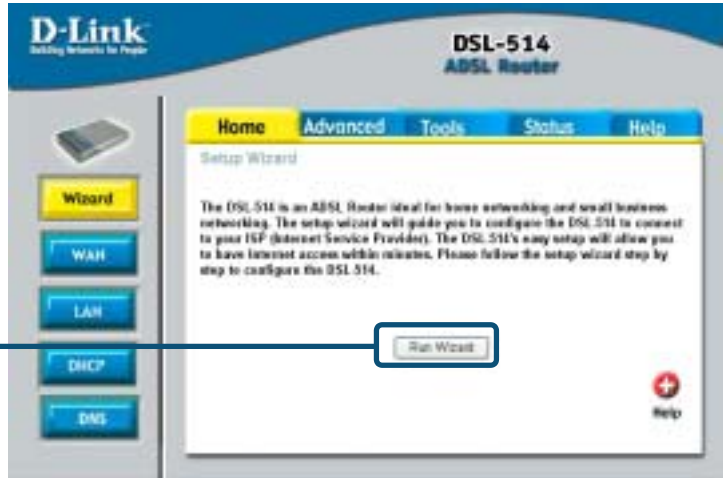 D-Link
Building Networks for People
DSL-514
ADSL Router
Home Advanced Tools Status Help
Setup Wizard
The DSL-514 is an ADSL Router ideal for home networking and small business
networking. The setup wizard will guide you to configure the DSL-514 to connect
to your ISP (Internet Service Provider). The DSL-514's easy setup will allow you
to have Internet access within minutes. Please follow the setup wizard step by
step to configure the DSL-514.
Run Wizard
Help
Wizard
WAN
LAN
DHCP
DNS